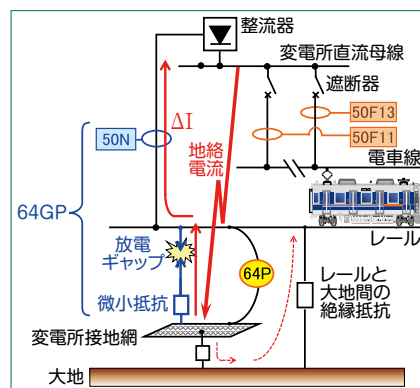 整流器
変電所直流母線
遮断器
50F13
50F11
50N
ΔI
地絡
電流
電車線
64GP
レール
放電
ギャップ
64P
微小抵抗
レールと
大地間の
絶縁抵抗
変電所接地網
大地